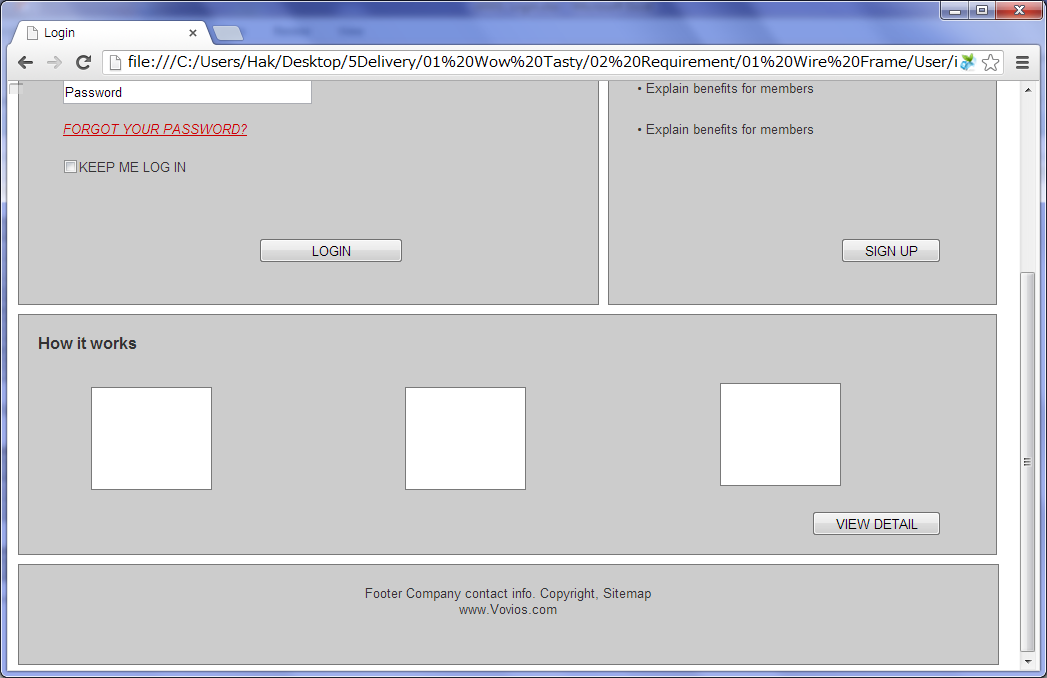 Login
file:///C:/Users/Hak/Desktop/5Delivery/01%20Wow%20Tasty/02%20Requirement/01%20Wire%20Frame/User/i
Password
FORGOT YOUR PASSWORD?
KEEP ME LOG IN
LOGIN
• Explain benefits for members
• Explain benefits for members
SIGN UP
How it works
VIEW DETAIL
Footer Company contact info. Copyright, Sitemap
www.Vovios.com